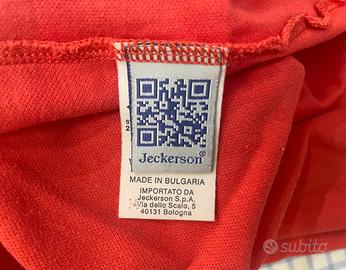 Jeckerson®
MADE IN BULGARIA
IMPORTATO DA
Jeckerson S.p.A.
Via dello Scalo, 5
40131 Bologna
subito